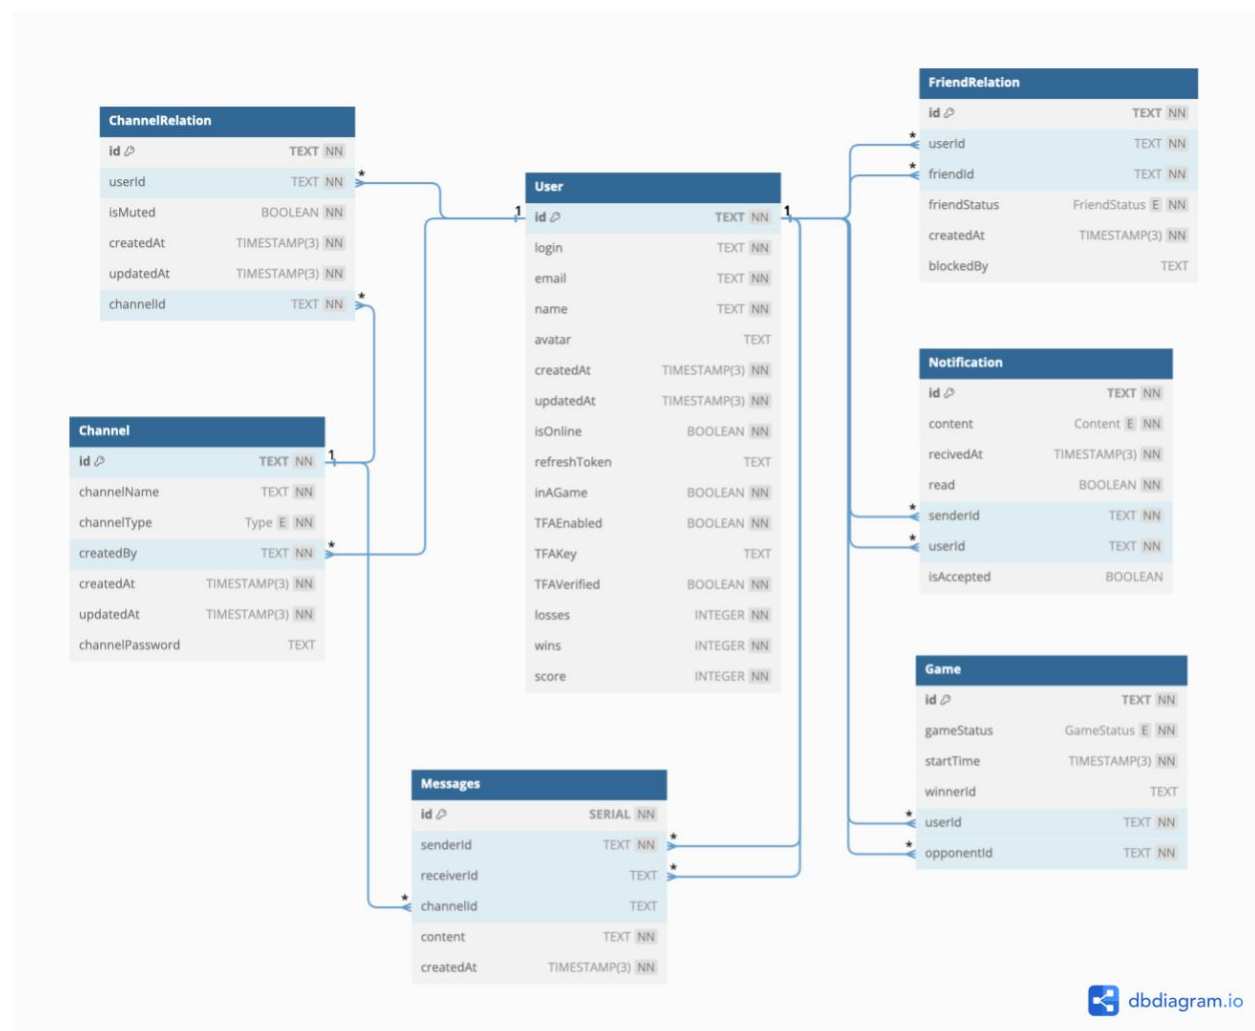 ChannelRelation
id TEXT NN
userId TEXT NN
isMuted BOOLEAN NN
createdAt TIMESTAMP(3) NN
updatedAt TIMESTAMP(3) NN
channelId TEXT NN
*
*
Channel
id TEXT NN
channelName TEXT NN
channelType Type E NN
createdBy TEXT NN
createdAt TIMESTAMP(3) NN
updatedAt TIMESTAMP(3) NN
channelPassword TEXT
1
*
User
1
id TEXT NN
1
login TEXT NN
email TEXT NN
name TEXT NN
avatar TEXT
createdAt TIMESTAMP(3) NN
updatedAt TIMESTAMP(3) NN
isOnline BOOLEAN NN
refreshToken TEXT
inAGame BOOLEAN NN
TFAEnabled BOOLEAN NN
TFAKey TEXT
TFAVerified BOOLEAN NN
losses INTEGER NN
wins INTEGER NN
score INTEGER NN
Messages
id SERIAL NN
senderId TEXT NN
*
receiverId TEXT
*
*
channelId TEXT
content TEXT NN
createdAt TIMESTAMP(3) NN
FriendRelation
id TEXT NN
*
userId TEXT NN
*
friendId TEXT NN
friendStatus FriendStatus E NN
createdAt TIMESTAMP(3) NN
blockedBy TEXT
Notification
id TEXT NN
content Content E NN
recivedAt TIMESTAMP(3) NN
read BOOLEAN NN
*
senderId TEXT NN
*
userId TEXT NN
isAccepted BOOLEAN
Game
id TEXT NN
gameStatus GameStatus E NN
startTime TIMESTAMP(3) NN
winnerId TEXT
*
userId TEXT NN
*
opponentId TEXT NN
dbdiagram.io